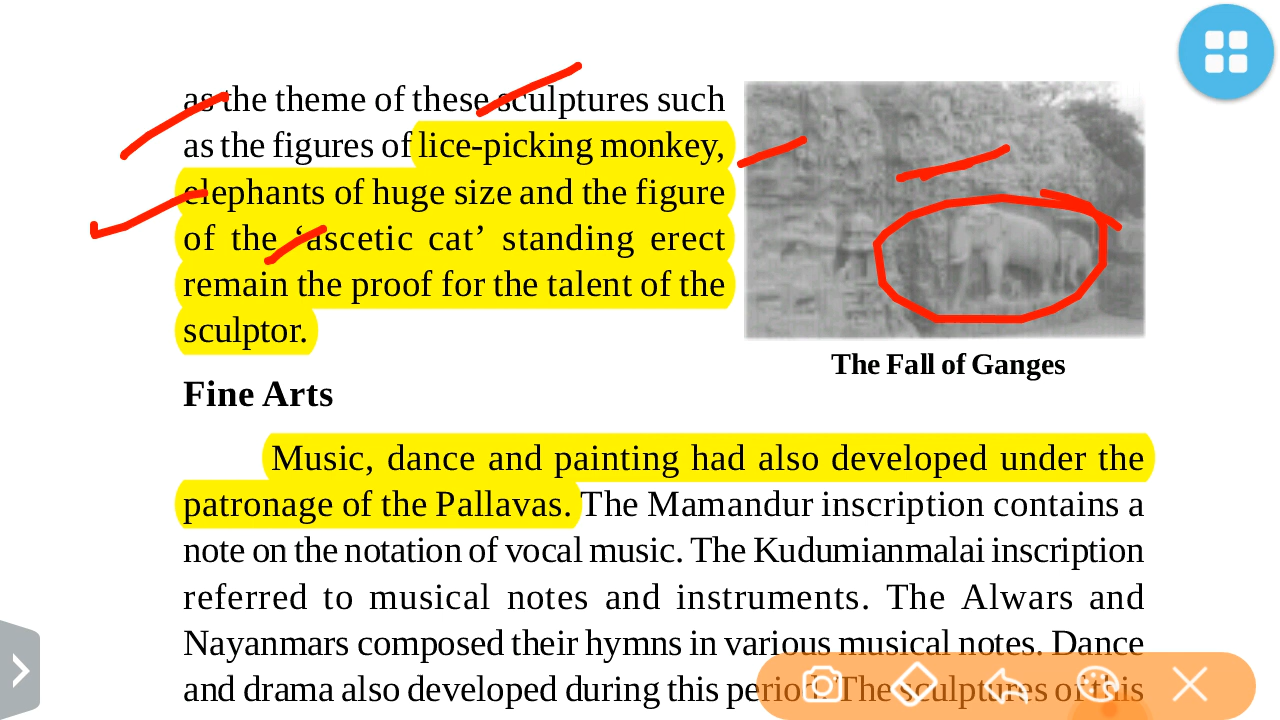 as the theme of these sculptures such
as the figures of lice-picking monkey,
elephants of huge size and the figure
of the ‘ascetic cat’ standing erect
remain the proof for the talent of the
sculptor.
The Fall of Ganges
Fine Arts
Music, dance and painting had also developed under the
patronage of the Pallavas. The Mamandur inscription contains a
note on the notation of vocal music. The Kudumianmalai inscription
referred to musical notes and instruments. The Alwars and
Nayanmars composed their hymns in various musical notes. Dance
and drama also developed during this period. The sculptures of this